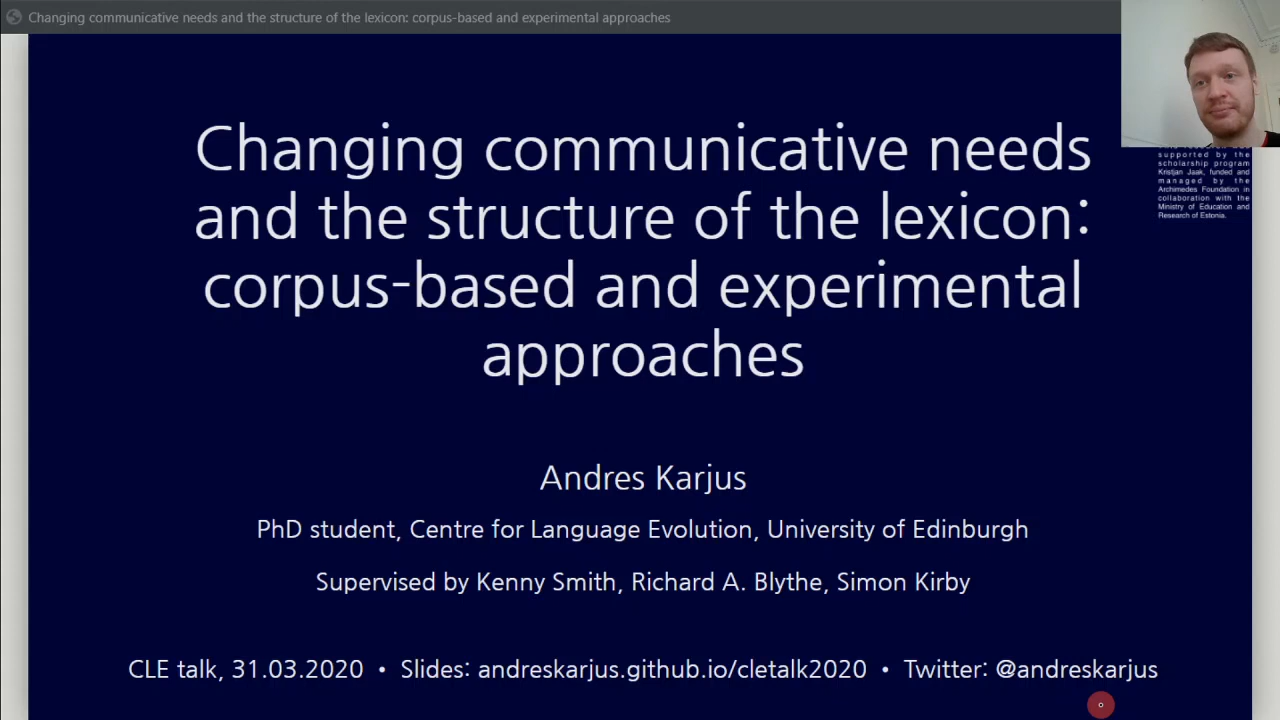 Changing communicative needs and the structure of the lexicon: corpus-based and experimental approaches
supported by the
scholarship program
Kristjan Jaak, funded and
managed by the
Archimedes Foundation in
collaboration with the
Ministry of Education and
Research of Estonia.
Changing communicative needs
and the structure of the lexicon:
corpus-based and experimental
approaches
Andres Karjus
PhD student, Centre for Language Evolution, University of Edinburgh
Supervised by Kenny Smith, Richard A. Blythe, Simon Kirby
CLE talk, 31.03.2020 • Slides: andreskarjus.github.io/cletalk2020 • Twitter: @andreskarjus